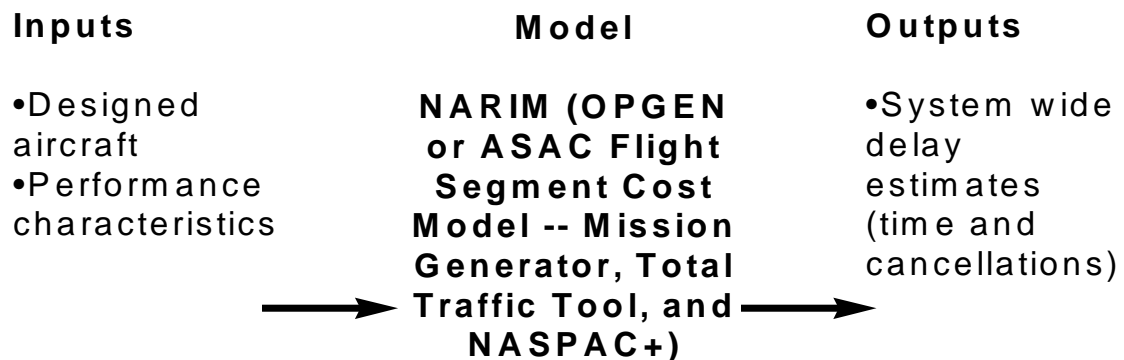 Inputs
•Designed
aircraft
•Performance
characteristics
Model
NARIM (OPGEN
or ASAC Flight
Segment Cost
Model -- Mission
Generator, Total
Traffic Tool, and
NASPAC+)
Outputs
•System wide
delay
estimates
(time and
cancellations)